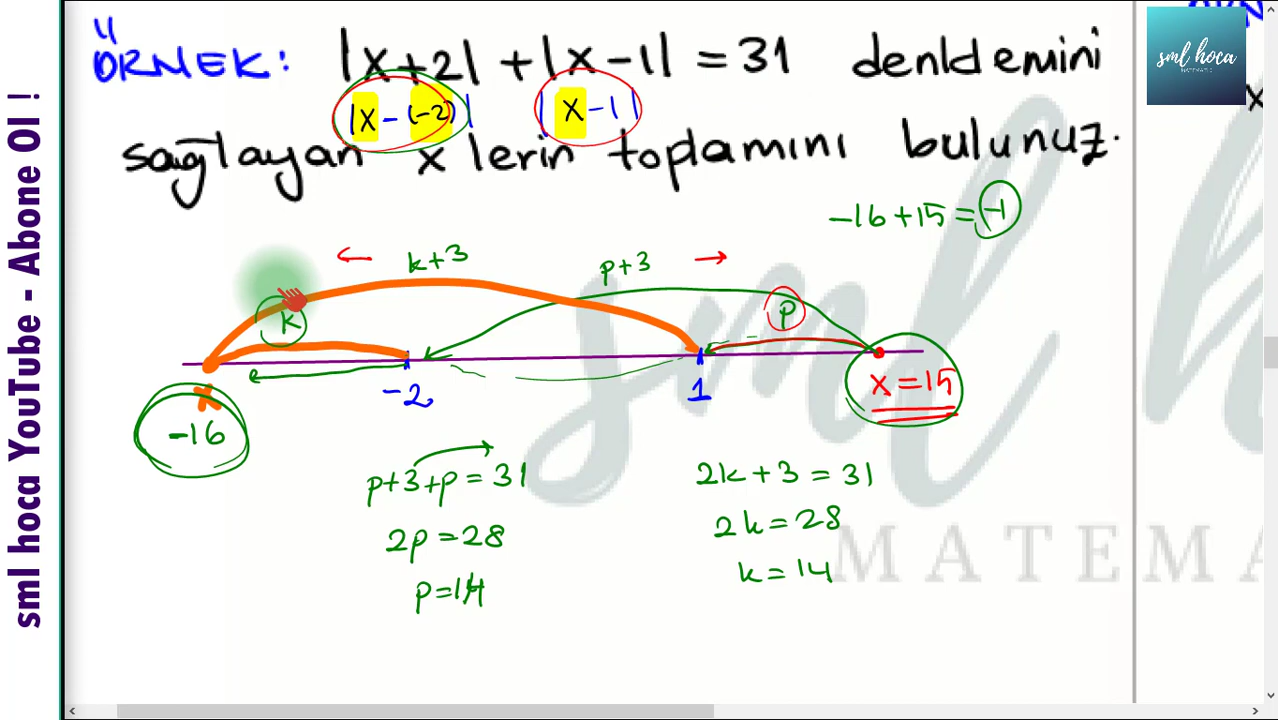 ÖRNEK: |x+2| + |x-1| = 31 denklemini
|x-(-2)| |x-1|
sağlayan x lerin toplamını bulunuz.
-16+15=-1
← k+3 p+3 →
k p
-2 1 x=15
x
-16
p+3+p=31 2k+3=31
2p=28 2k=28
p=14 k=14
sml hoca YouTube - Abone Ol !
sml hoca
MATEMATİK
sml h
MATEMA